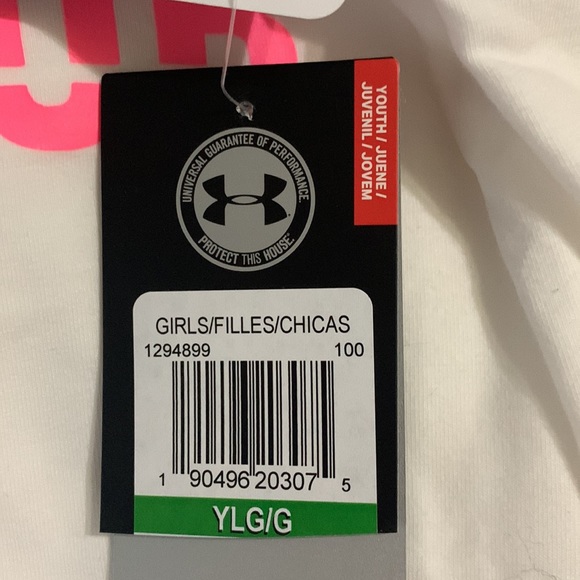 YOUTH / JUENE /
JUVENIL / JOVEM
UNIVERSAL GUARANTEE OF PERFORMANCE.
PROTECT THIS HOUSE
GIRLS/FILLES/CHICAS
1294899 100
1 90496 20307 5
YLG/G